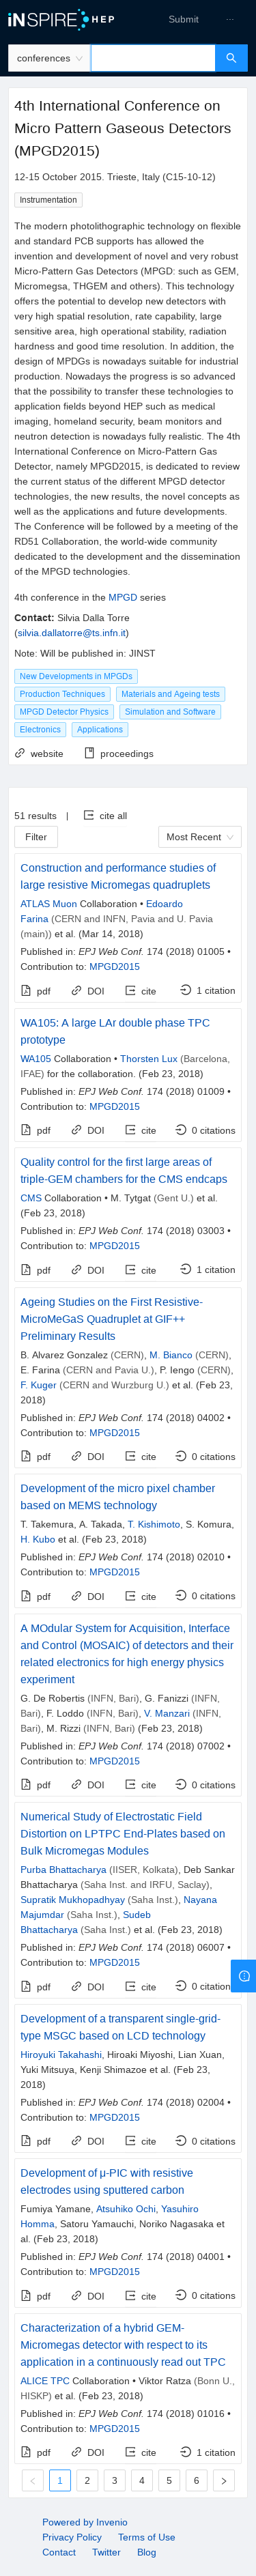 INSPIRE HEP
Submit
...
conferences
4th International Conference on
Micro Pattern Gaseous Detectors
(MPGD2015)
12-15 October 2015. Trieste, Italy (C15-10-12)
Instrumentation
The modern photolithographic technology on flexible
and standard PCB supports has allowed the
invention and development of novel and very robust
Micro-Pattern Gas Detectors (MPGD: such as GEM,
Micromegsa, THGEM and others). This technology
offers the potential to develop new detectors with
very high spatial resolution, rate capability, large
sensitive area, high operational stability, radiation
hardness and good time resolution. In addition, the
design of MPGDs is nowadays suitable for industrial
production. Nowadays the progress is so advanced
that the possibility to transfer these technologies to
application fields beyond HEP such as medical
imaging, homeland security, beam monitors and
neutron detection is nowadays fully realistic. The 4th
International Conference on Micro-Pattern Gas
Detector, namely MPGD2015, is dedicated to review
the current status of the different MPGD detector
technologies, new results, new setups and concepts
as well as the applications and future developments.
The Conference will be followed by a meeting of the
RD51 Collaboration, the world-wide community
dedicated to the development and the dissemination
of the MPGD technologies.
4th conference in the MPGD series
Contact: Silvia Dalla Torre
(silvia.dallatorre@ts.infn.it)
Note: Will be published in: JINST
New Developments in MPGDs
Production Techniques Materials and Ageing tests
MPGD Detector Physics Simulation and Software
Electronics Applications
website proceedings
51 results | cite all
Filter Most Recent
Construction and performance studies of
large resistive Micromegas quadruplets
ATLAS Muon Collaboration • Edoardo
Farina (CERN and INFN, Pavia and U. Pavia
(main)) et al. (Mar 14, 2018)
Published in: EPJ Web Conf. 174 (2018) 01005 •
Contribution to: MPGD2015
pdf DOI cite 1 citation
WA105: A large LAr double phase TPC
prototype
WA105 Collaboration • Thorsten Lux (Barcelona,
IFAE) for the collaboration. (Feb 23, 2018)
Published in: EPJ Web Conf. 174 (2018) 01009 •
Contribution to: MPGD2015
pdf DOI cite 0 citations
Quality control for the first large areas of
triple-GEM chambers for the CMS endcaps
CMS Collaboration • M. Tytgat (Gent U.) et al.
(Feb 23, 2018)
Published in: EPJ Web Conf. 174 (2018) 03003 •
Contribution to: MPGD2015
pdf DOI cite 1 citation
Ageing Studies on the First Resistive-
MicroMeGaS Quadruplet at GIF++
Preliminary Results
B. Alvarez Gonzalez (CERN), M. Bianco (CERN),
E. Farina (CERN and Pavia U.), P. Iengo (CERN),
F. Kuger (CERN and Wurzburg U.) et al. (Feb 23,
2018)
Published in: EPJ Web Conf. 174 (2018) 04002 •
Contribution to: MPGD2015
pdf DOI cite 0 citations
Development of the micro pixel chamber
based on MEMS technology
T. Takemura, A. Takada, T. Kishimoto, S. Komura,
H. Kubo et al. (Feb 23, 2018)
Published in: EPJ Web Conf. 174 (2018) 02010 •
Contribution to: MPGD2015
pdf DOI cite 0 citations
A MOdular System for Acquisition, Interface
and Control (MOSAIC) of detectors and their
related electronics for high energy physics
experiment
G. De Robertis (INFN, Bari), G. Fanizzi (INFN,
Bari), F. Loddo (INFN, Bari), V. Manzari (INFN,
Bari), M. Rizzi (INFN, Bari) (Feb 23, 2018)
Published in: EPJ Web Conf. 174 (2018) 07002 •
Contribution to: MPGD2015
pdf DOI cite 0 citations
Numerical Study of Electrostatic Field
Distortion on LPTPC End-Plates based on
Bulk Micromegas Modules
Purba Bhattacharya (IISER, Kolkata), Deb Sankar
Bhattacharya (Saha Inst. and IRFU, Saclay),
Supratik Mukhopadhyay (Saha Inst.), Nayana
Majumdar (Saha Inst.), Sudeb
Bhattacharya (Saha Inst.) et al. (Feb 23, 2018)
Published in: EPJ Web Conf. 174 (2018) 06007 •
Contribution to: MPGD2015
pdf DOI cite 0 citations
Development of a transparent single-grid-
type MSGC based on LCD technology
Hiroyuki Takahashi, Hiroaki Miyoshi, Lian Xuan,
Yuki Mitsuya, Kenji Shimazoe et al. (Feb 23,
2018)
Published in: EPJ Web Conf. 174 (2018) 02004 •
Contribution to: MPGD2015
pdf DOI cite 0 citations
Development of μ-PIC with resistive
electrodes using sputtered carbon
Fumiya Yamane, Atsuhiko Ochi, Yasuhiro
Homma, Satoru Yamauchi, Noriko Nagasaka et
al. (Feb 23, 2018)
Published in: EPJ Web Conf. 174 (2018) 04001 •
Contribution to: MPGD2015
pdf DOI cite 0 citations
Characterization of a hybrid GEM-
Micromegas detector with respect to its
application in a continuously read out TPC
ALICE TPC Collaboration • Viktor Ratza (Bonn U.,
HISKP) et al. (Feb 23, 2018)
Published in: EPJ Web Conf. 174 (2018) 01016 •
Contribution to: MPGD2015
pdf DOI cite 1 citation
1 2 3 4 5 6
Powered by Invenio
Privacy Policy Terms of Use
Contact Twitter Blog